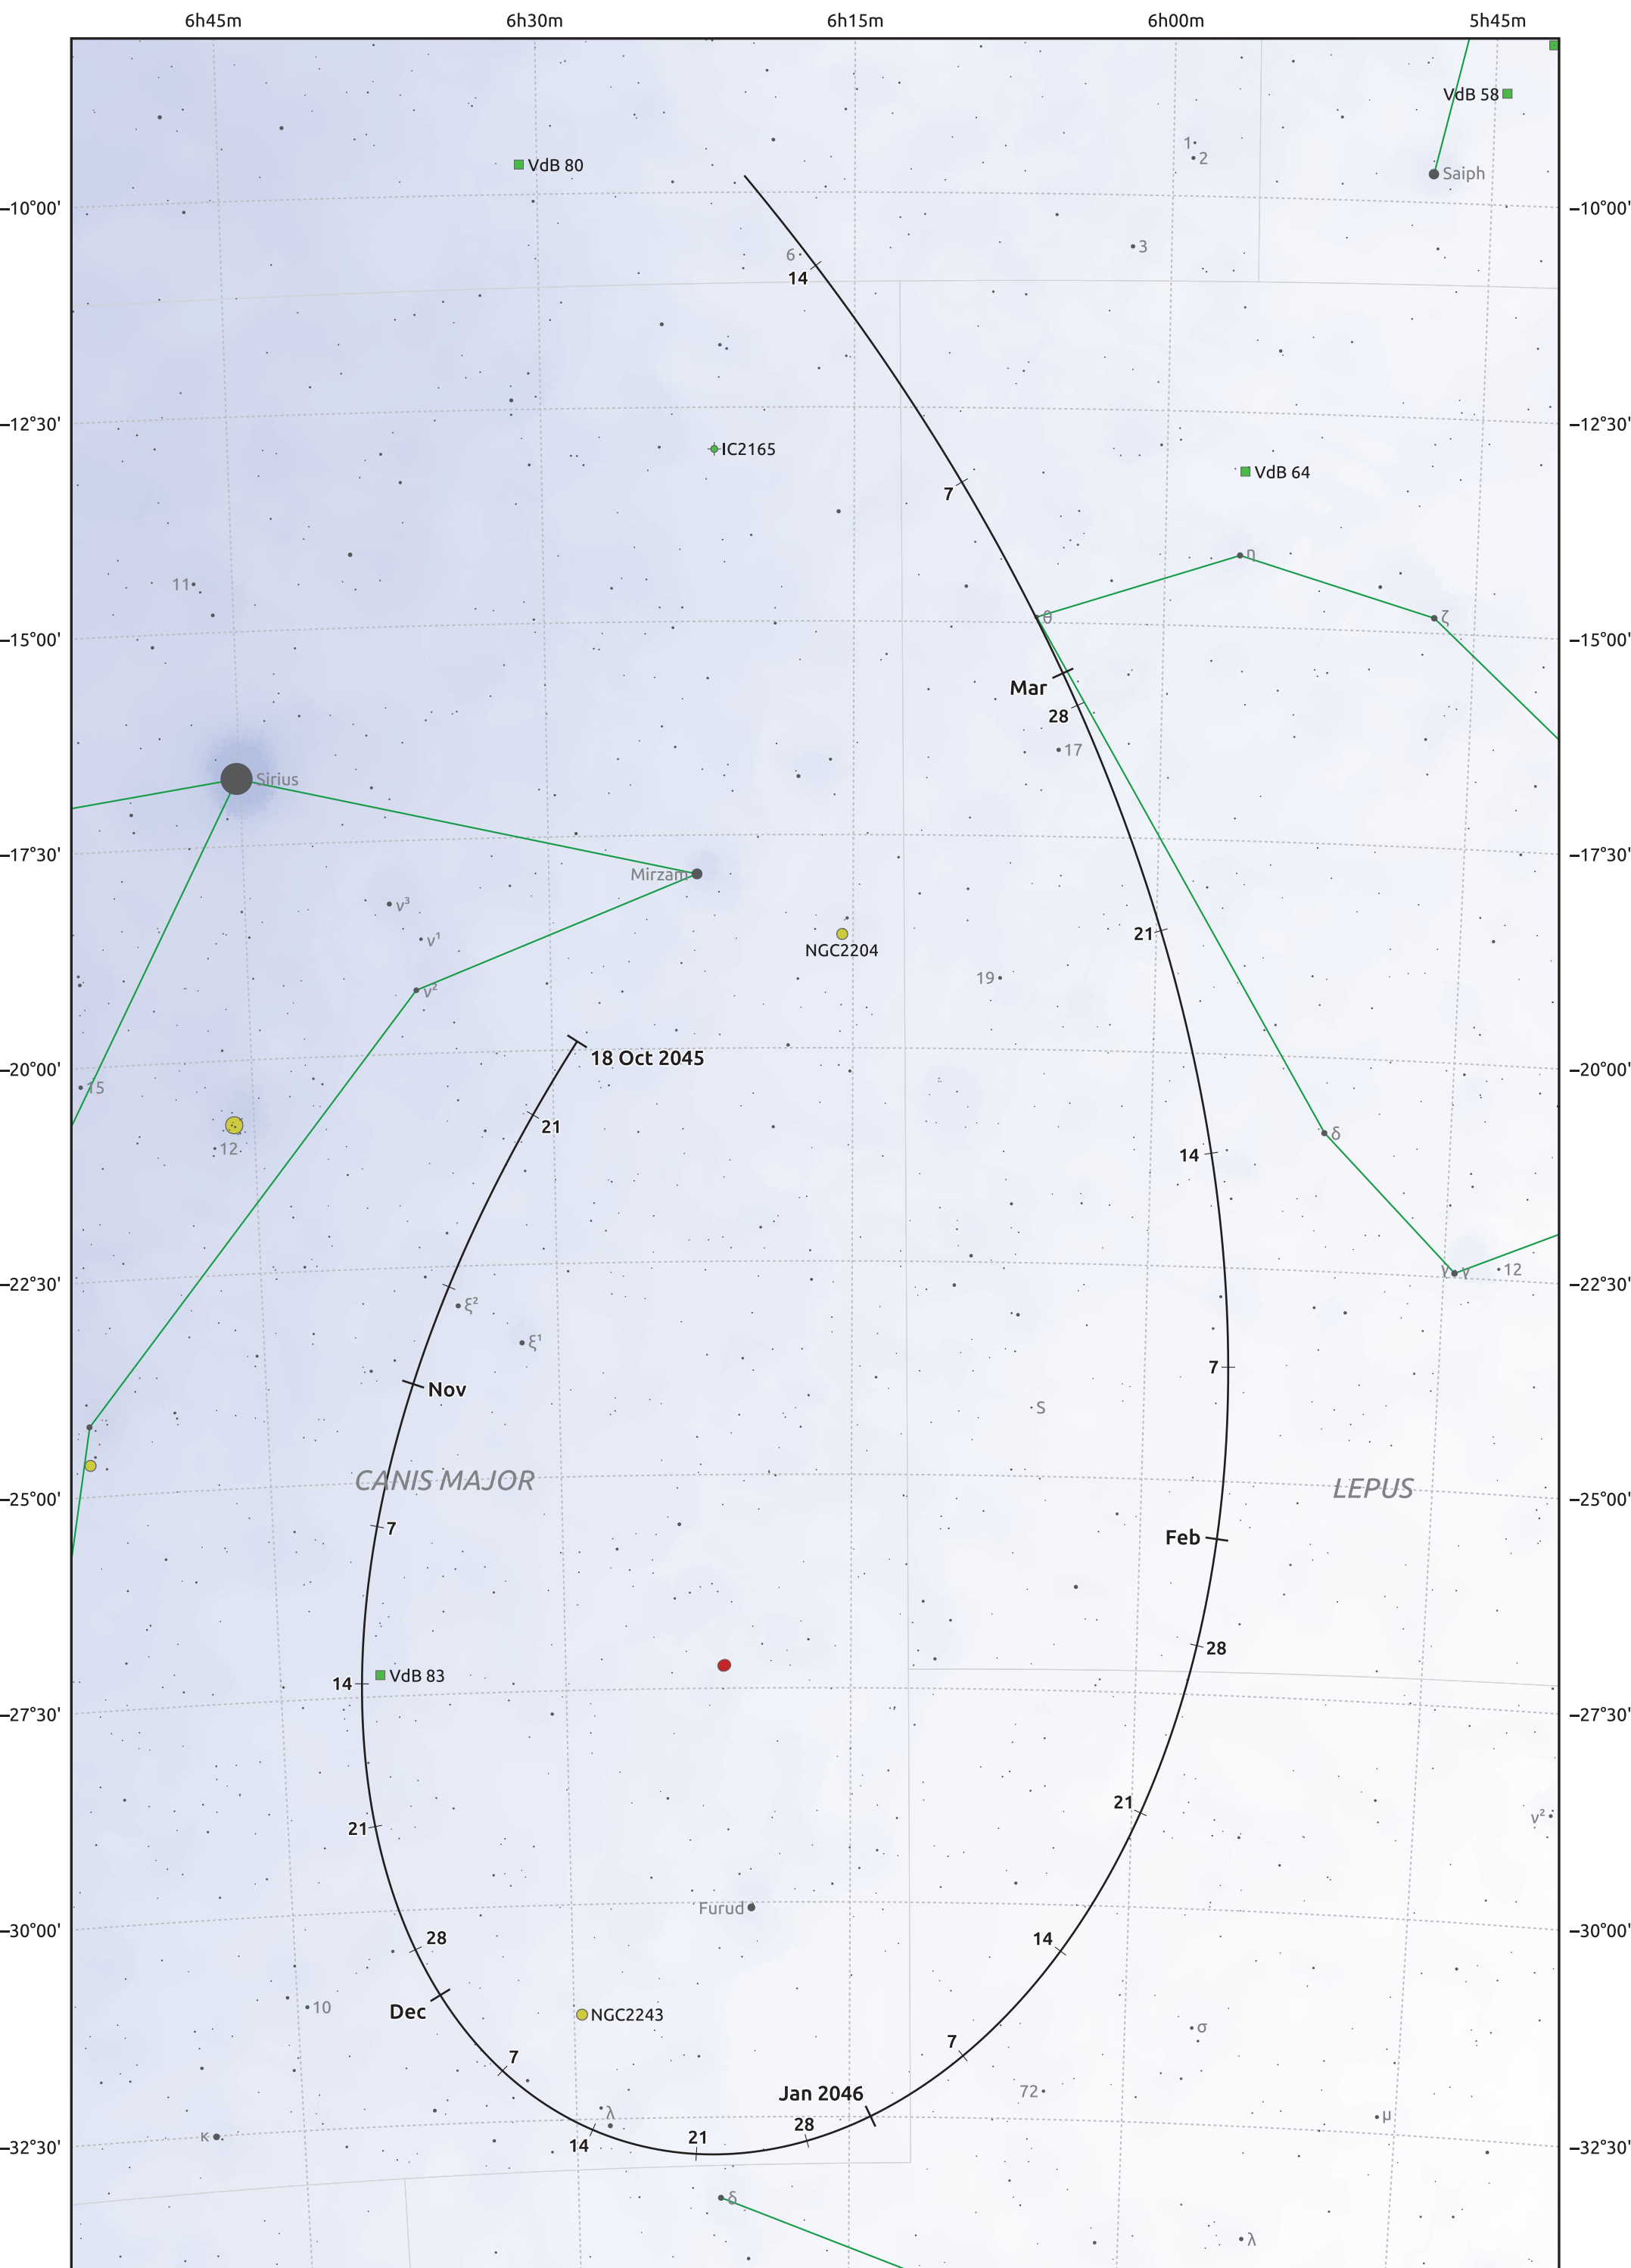 6h45m 6h30m 6h15m 6h00m 5h45m
VdB 58
1
2
VdB 80
Saiph
−10°00' −10°00'
3
6
14
−12°30' −12°30'
IC2165
VdB 64
7
η
11
θ
ζ
−15°00' −15°00'
Mar
28
17
Sirius
−17°30' −17°30'
Mirzam
ν³
ν¹
21
NGC2204
19
ν²
18 Oct 2045
−20°00' −20°00'
15
21
δ
12
14
γ γ
12
−22°30' −22°30'
ξ²
ξ¹
7
Nov
S
CANIS MAJOR
LEPUS
−25°00' −25°00'
7
Feb
28
VdB 83
14
−27°30' −27°30'
21
ν²
21
Furud
−30°00' −30°00'
28
14
10
Dec
NGC2243
σ
7
7
72
Jan 2046
λ
μ
28
κ
21
14
−32°30' −32°30'
δ
λ